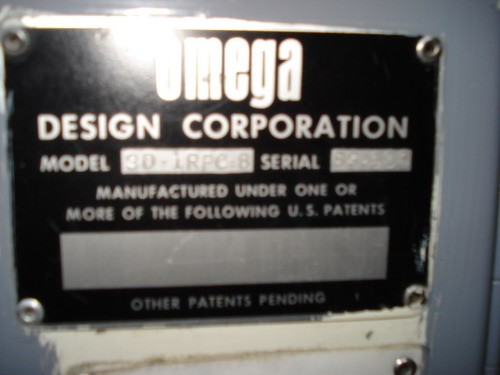 Omega
DESIGN CORPORATION
MODEL SERIAL
MANUFACTURED UNDER ONE OR
MORE OF THE FOLLOWING U.S. PATENTS
OTHER PATENTS PENDING